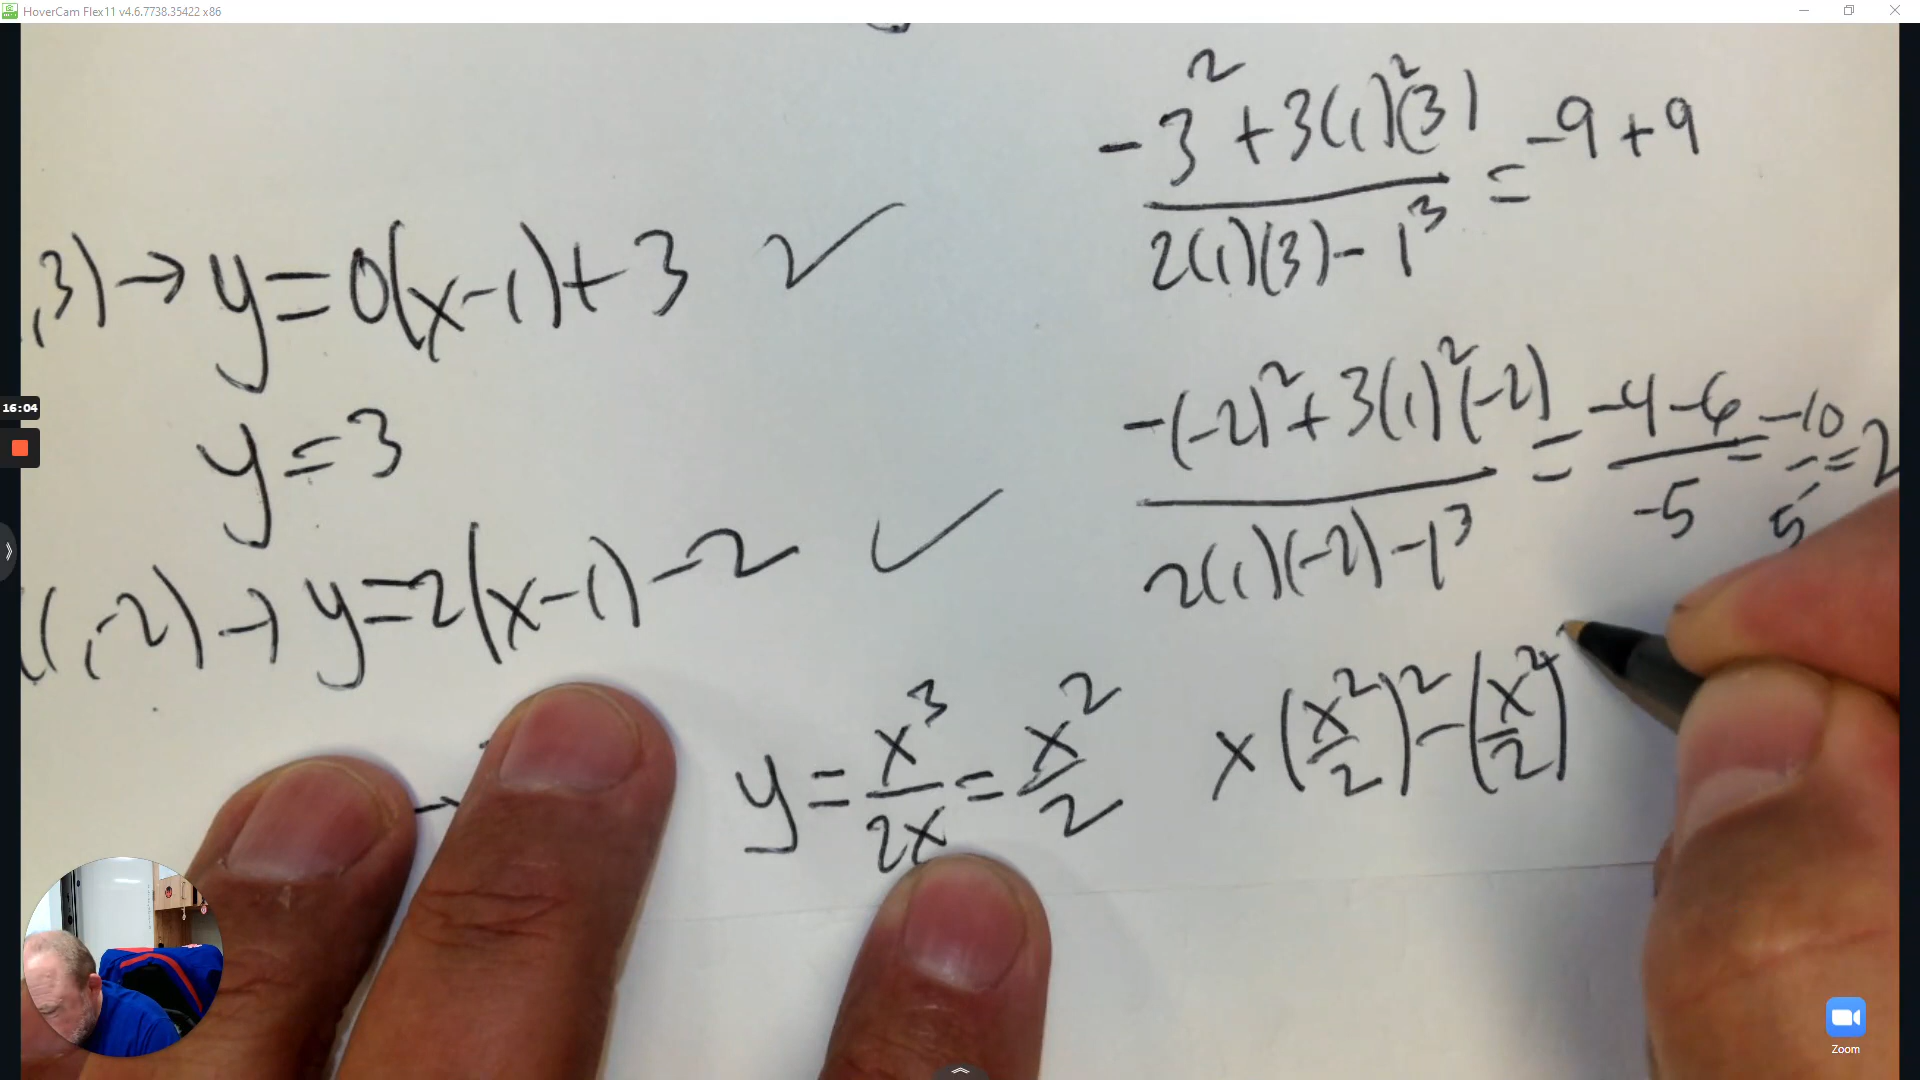 HoverCam Flex11 v4.6.7738.35422 x86
-3² + 3(1)²(3)
= -9 + 9
2(1)(3) - 1³
,3) → y = 0(x-1) + 3 ✓
y = 3
-(-2)² + 3(1)²(-2)
= -4 - 6 = -10 = 2
-5
2(1)(-2) - 1³
16:04
(1,-2) → y = 2(x-1) - 2 ✓
y = x³/2x = x²/2
x(x²/2)² - (x²/2)
Zoom